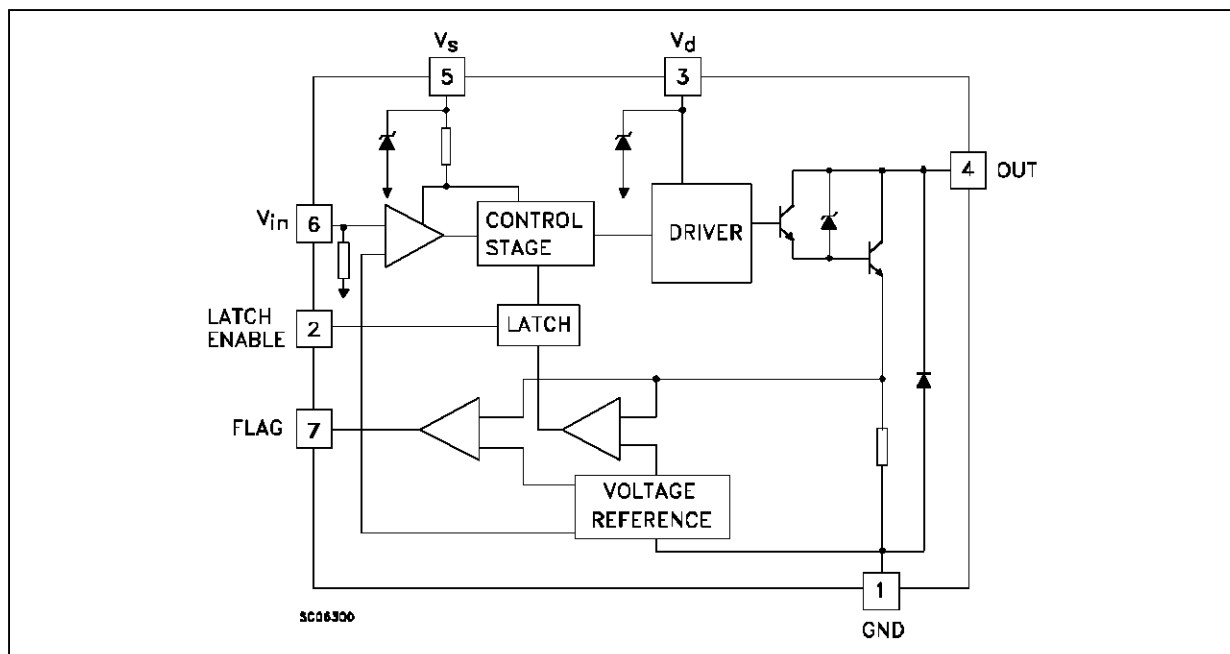 Vs
5
Vd
3
4
OUT
Vin
6
CONTROL
STAGE
DRIVER
LATCH
ENABLE
2
LATCH
FLAG
7
VOLTAGE
REFERENCE
1
GND
SC06300